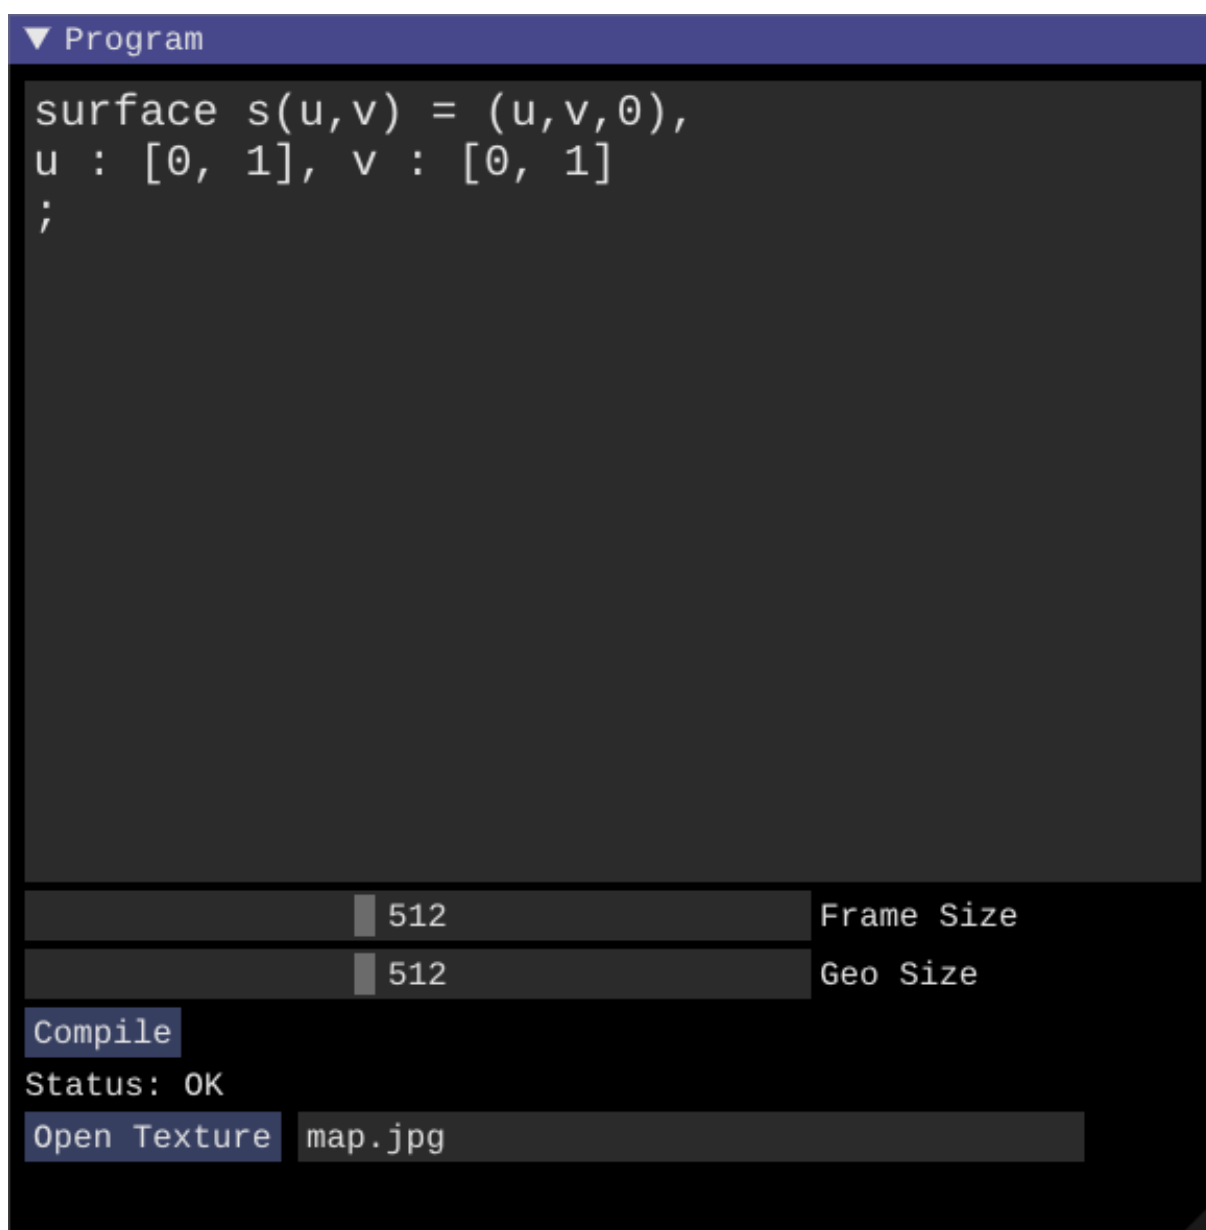 Program
surface s(u,v) = (u,v,0),
u : [0, 1], v : [0, 1]
;
512 Frame Size
512 Geo Size
Compile
Status: OK
Open Texture map.jpg